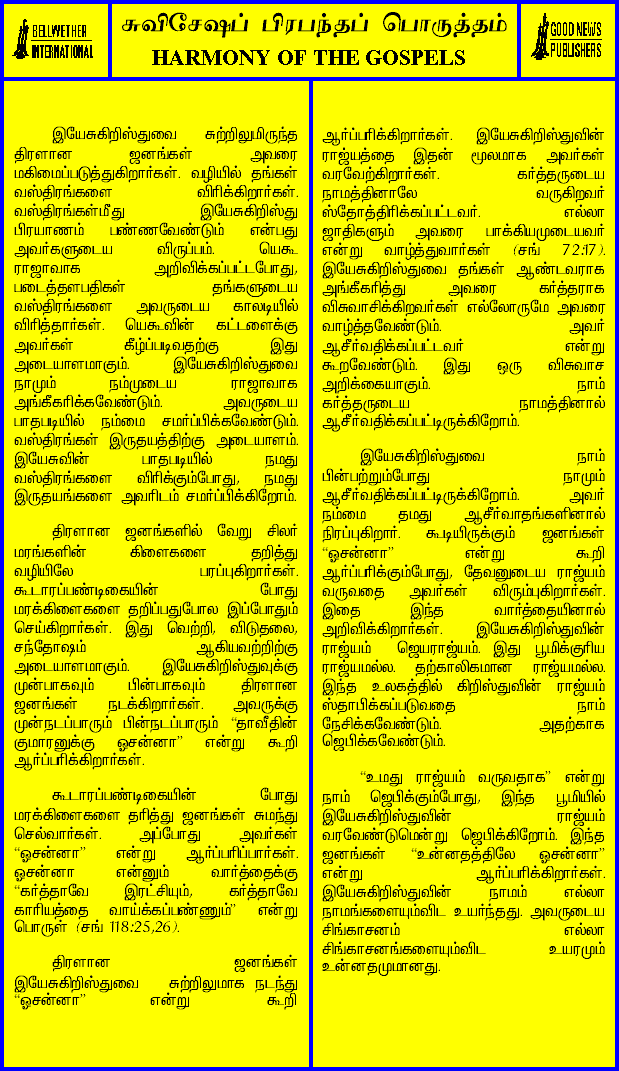 BELLWETHER
INTERNATIONAL
சுவிசேஷப் பிரபந்தப் பொருத்தம்
HARMONY OF THE GOSPELS
GOOD NEWS
PUBLISHERS
இயேசுகிறிஸ்துவை சுற்றிலுமிருந்த
திரளான ஜனங்கள் அவரை
மகிமைப்படுத்துகிறார்கள். வழியில் தங்கள்
வஸ்திரங்களை விரிக்கிறார்கள்.
வஸ்திரங்கள்மீது இயேசுகிறிஸ்து
பிரயாணம் பண்ணவேண்டும் என்பது
அவர்களுடைய விருப்பம். யெகூ
ராஜாவாக அறிவிக்கப்பட்டபோது,
படைத்தளபதிகள் தங்களுடைய
வஸ்திரங்களை அவருடைய காலடியில்
விரித்தார்கள். யெகூவின் கட்டளைக்கு
அவர்கள் கீழ்ப்படிவதற்கு இது
அடையாளமாகும். இயேசுகிறிஸ்துவை
நாமும் நம்முடைய ராஜாவாக
அங்கீகரிக்கவேண்டும். அவருடைய
பாதபடியில் நம்மை சமர்ப்பிக்கவேண்டும்.
வஸ்திரங்கள் இருதயத்திற்கு அடையாளம்.
இயேசுவின் பாதபடியில் நமது
வஸ்திரங்களை விரிக்கும்போது, நமது
இருதயங்களை அவரிடம் சமர்ப்பிக்கிறோம்.
திரளான ஜனங்களில் வேறு சிலர்
மரங்களின் கிளைகளை தறித்து
வழியிலே பரப்புகிறார்கள்.
கூடாரப்பண்டிகையின் போது
மரக்கிளைகளை தறிப்பதுபோல இப்போதும்
செய்கிறார்கள். இது வெற்றி, விடுதலை,
சந்தோஷம் ஆகியவற்றிற்கு
அடையாளமாகும். இயேசுகிறிஸ்துவுக்கு
முன்பாகவும் பின்பாகவும் திரளான
ஜனங்கள் நடக்கிறார்கள். அவருக்கு
முன்நடப்பாரும் பின்நடப்பாரும் “தாவீதின்
குமாரனுக்கு ஓசன்னா” என்று கூறி
ஆர்ப்பரிக்கிறார்கள்.
கூடாரப்பண்டிகையின் போது
மரக்கிளைகளை தரித்து ஜனங்கள் சுமந்து
செல்வார்கள். அப்போது அவர்கள்
“ஓசன்னா” என்று ஆர்ப்பரிப்பார்கள்.
ஓசன்னா என்னும் வார்த்தைக்கு
“கர்த்தாவே இரட்சியும், கர்த்தாவே
காரியத்தை வாய்க்கப்பண்ணும்” என்று
பொருள் (சங் 118:25,26).
திரளான ஜனங்கள்
இயேசுகிறிஸ்துவை சுற்றிலுமாக நடந்து
“ஓசன்னா” என்று கூறி
ஆர்ப்பரிக்கிறார்கள். இயேசுகிறிஸ்துவின்
ராஜ்யத்தை இதன் மூலமாக அவர்கள்
வரவேற்கிறார்கள். கர்த்தருடைய
நாமத்தினாலே வருகிறவர்
ஸ்தோத்திரிக்கப்பட்டவர். எல்லா
ஜாதிகளும் அவரை பாக்கியமுடையவர்
என்று வாழ்த்துவார்கள் (சங் 72:17).
இயேசுகிறிஸ்துவை தங்கள் ஆண்டவராக
அங்கீகரித்து அவரை கர்த்தராக
விசுவாசிக்கிறவர்கள் எல்லோருமே அவரை
வாழ்த்தவேண்டும். அவர்
ஆசீர்வதிக்கப்பட்டவர் என்று
கூறவேண்டும். இது ஒரு விசுவாச
அறிக்கையாகும். நாம்
கர்த்தருடைய நாமத்தினால்
ஆசீர்வதிக்கப்பட்டிருக்கிறோம்.
இயேசுகிறிஸ்துவை நாம்
பின்பற்றும்போது நாமும்
ஆசீர்வதிக்கப்பட்டிருக்கிறோம். அவர்
நம்மை தமது ஆசீர்வாதங்களினால்
நிரப்புகிறார். கூடியிருக்கும் ஜனங்கள்
“ஓசன்னா” என்று கூறி
ஆர்ப்பரிக்கும்போது, தேவனுடைய ராஜ்யம்
வருவதை அவர்கள் விரும்புகிறார்கள்.
இதை இந்த வார்த்தையினால்
அறிவிக்கிறார்கள். இயேசுகிறிஸ்துவின்
ராஜ்யம் ஜெயராஜ்யம். இது பூமிக்குரிய
ராஜ்யமல்ல. தற்காலிகமான ராஜ்யமல்ல.
இந்த உலகத்தில் கிறிஸ்துவின் ராஜ்யம்
ஸ்தாபிக்கப்படுவதை நாம்
நேசிக்கவேண்டும். அதற்காக
ஜெபிக்கவேண்டும்.
“உமது ராஜ்யம் வருவதாக” என்று
நாம் ஜெபிக்கும்போது, இந்த பூமியில்
இயேசுகிறிஸ்துவின் ராஜ்யம்
வரவேண்டுமென்று ஜெபிக்கிறோம். இந்த
ஜனங்கள் “உன்னதத்திலே ஓசன்னா”
என்று ஆர்ப்பரிக்கிறார்கள்.
இயேசுகிறிஸ்துவின் நாமம் எல்லா
நாமங்களையும்விட உயர்ந்தது. அவருடைய
சிங்காசனம் எல்லா
சிங்காசனங்களையும்விட உயரமும்
உன்னதமுமானது.